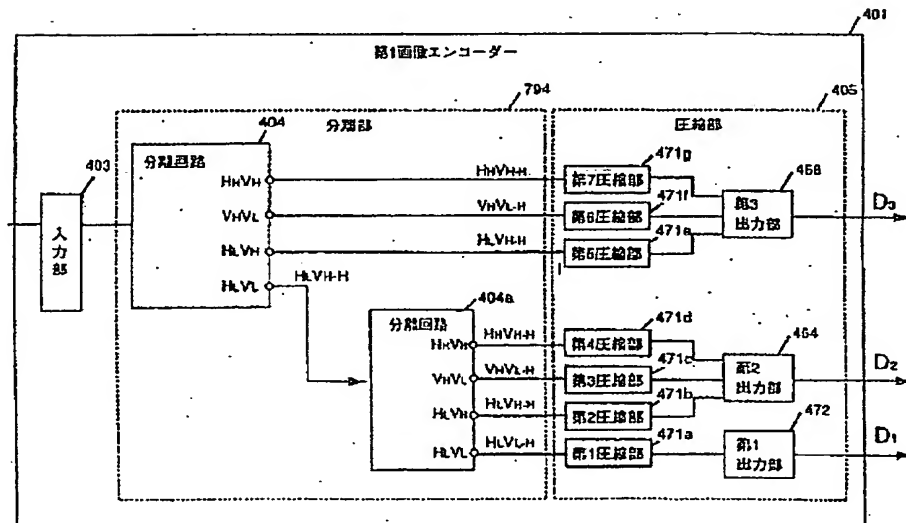 401
第1画像エンコーダー
794
405
分離部
圧縮部
404
403
分離回路
入力部
HHVH
VHVL
HLVH
HLVL
HHVH-H
VHVL-H
HLVH-H
HLVH-H
471g
第7圧縮部
471f
第6圧縮部
471e
第5圧縮部
468
第3出力部
D3
404a
分離回路
HHVH
VHVL
HLVH
HLVL
HHVH-H
VHVL-H
HLVH-H
HLVL-H
471d
第4圧縮部
471c
第3圧縮部
471b
第2圧縮部
471a
第1圧縮部
464
第2出力部
D2
472
第1出力部
D1